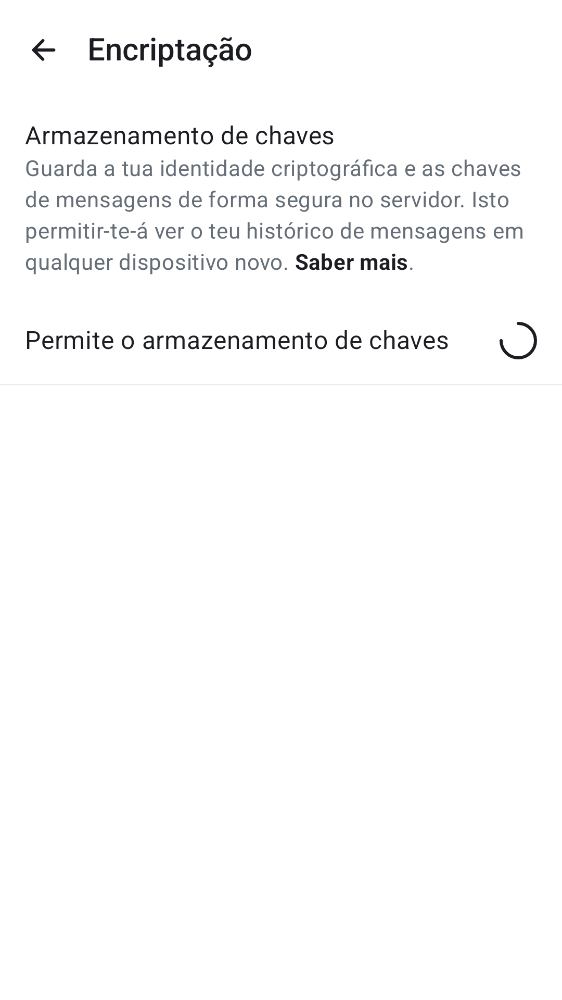 Encriptação
Armazenamento de chaves
Guarda a tua identidade criptográfica e as chaves
de mensagens de forma segura no servidor. Isto
permitir-te-á ver o teu histórico de mensagens em
qualquer dispositivo novo. Saber mais.
Permite o armazenamento de chaves